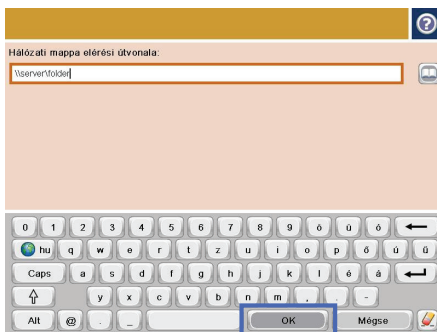 ?
Hálózati mappa elérési útvonala:
\\server\folder
0 1 2 3 4 5 6 7 8 9 ö ü ó
hu q w e r t z u i o p ő ú ű
Caps a s d f g h j k l é á
y x c v b n m , . -
Alt @ . _ OK Mégse